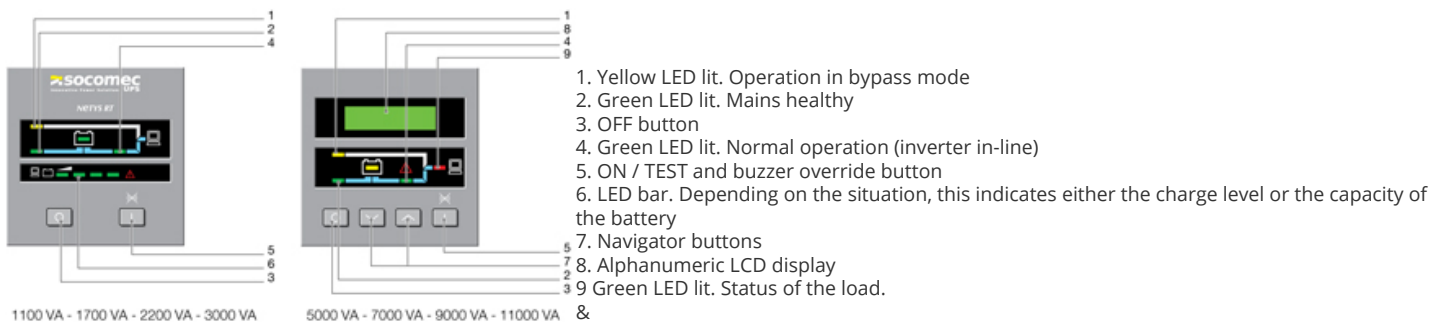 1
2
4
socomec
Innovative Power Solutions UPS
NETYS RT
5
6
3
1100 VA - 1700 VA - 2200 VA - 3000 VA
1
8
4
9
5
7
2
3
5000 VA - 7000 VA - 9000 VA - 11000 VA
1. Yellow LED lit. Operation in bypass mode
2. Green LED lit. Mains healthy
3. OFF button
4. Green LED lit. Normal operation (inverter in-line)
5. ON / TEST and buzzer override button
6. LED bar. Depending on the situation, this indicates either the charge level or the capacity of
the battery
7. Navigator buttons
8. Alphanumeric LCD display
9 Green LED lit. Status of the load.
&